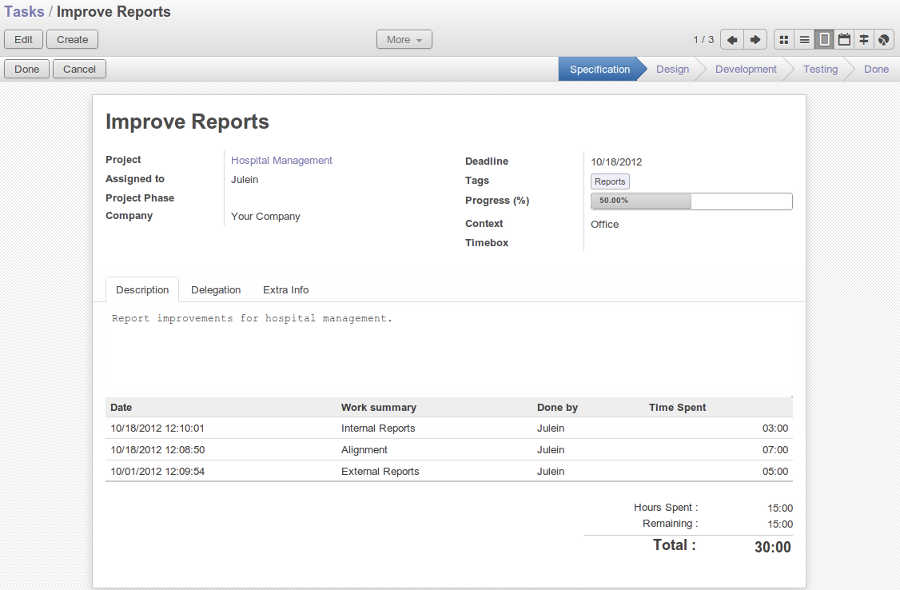 Tasks / Improve Reports
Edit Create More 1 / 3
Done Cancel Specification Design Development Testing Done
Improve Reports
Project Hospital Management Deadline 10/18/2012
Assigned to Julein Tags Reports
Project Phase Progress (%) 50.00%
Company Your Company Context Office
Timebox
Description Delegation Extra Info
Report improvements for hospital management.
Date Work summary Done by Time Spent
10/18/2012 12:10:01 Internal Reports Julein 03:00
10/18/2012 12:08:50 Alignment Julein 07:00
10/01/2012 12:09:54 External Reports Julein 05:00
Hours Spent : 15:00
Remaining : 15:00
Total : 30:00